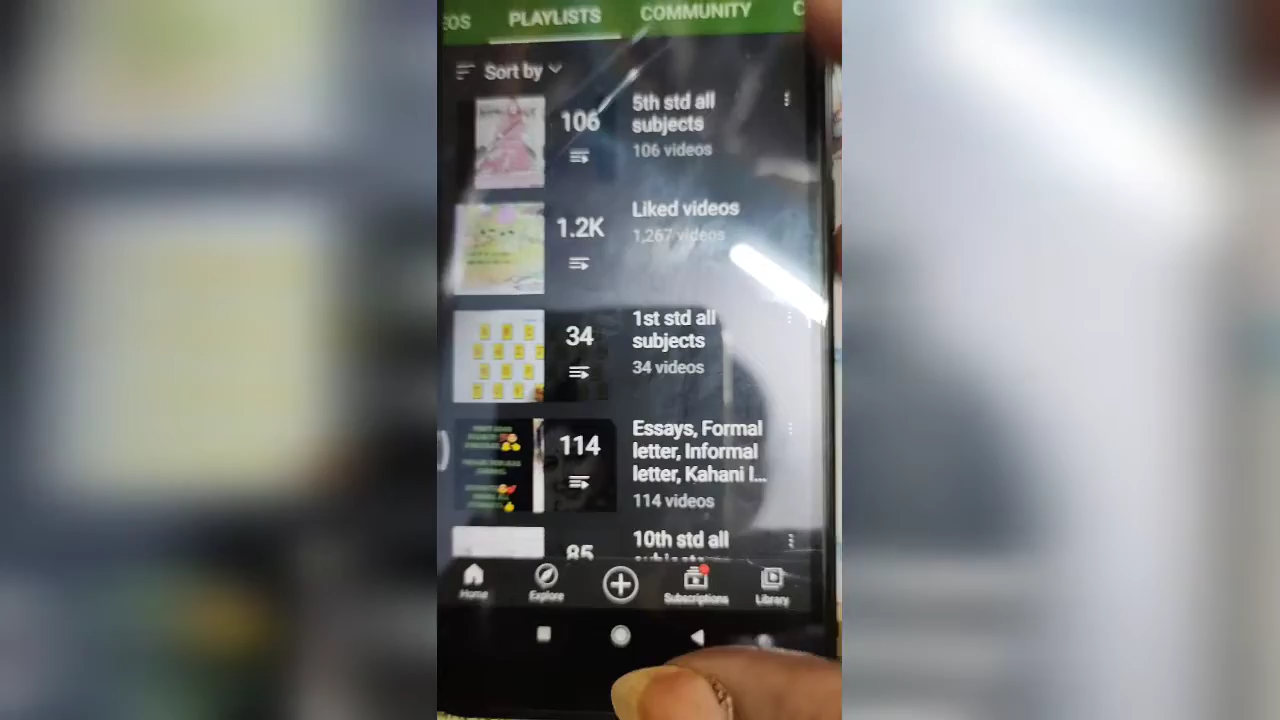 EOS PLAYLISTS COMMUNITY C
Sort by
106
5th std all
subjects
106 videos
1.2K
Liked videos
1,267 videos
34
1st std all
subjects
34 videos
114
Essays, Formal
letter, Informal
letter, Kahani l...
114 videos
85
10th std all
subjects
Home Explore Subscriptions Library